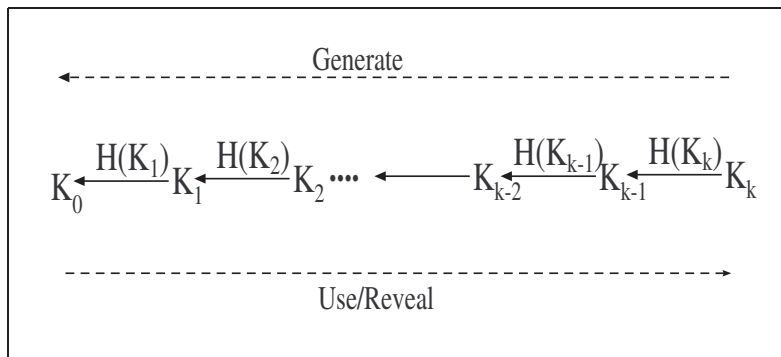 Generate
H(K₁) H(K₂) H(Kₖ₋₁) H(Kₖ)
K₀ K₁ K₂ •••• Kₖ₋₂ Kₖ₋₁ Kₖ
Use/Reveal